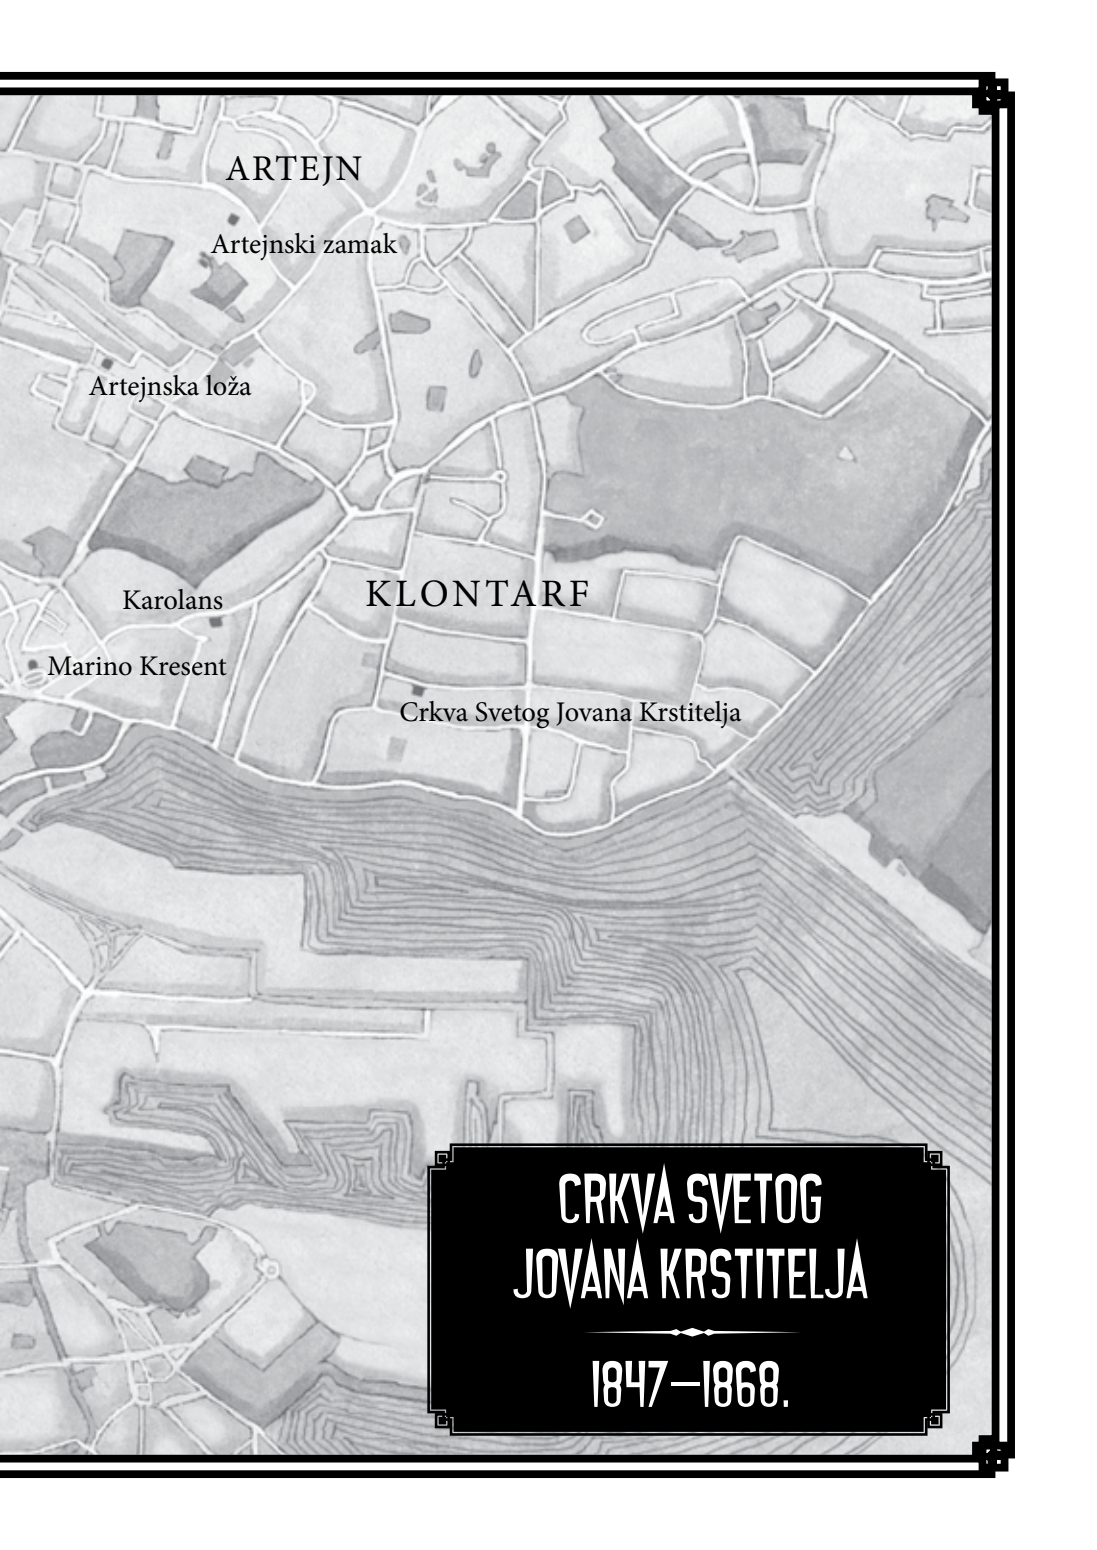 ARTEJN
Artejnski zamak
Artejnska loža
Karolans
KLONTARF
Marino Kresent
Crkva Svetog Jovana Krstitelja
CRKVA SVETOG
JOVANA KRSTITELJA
1847—1868.